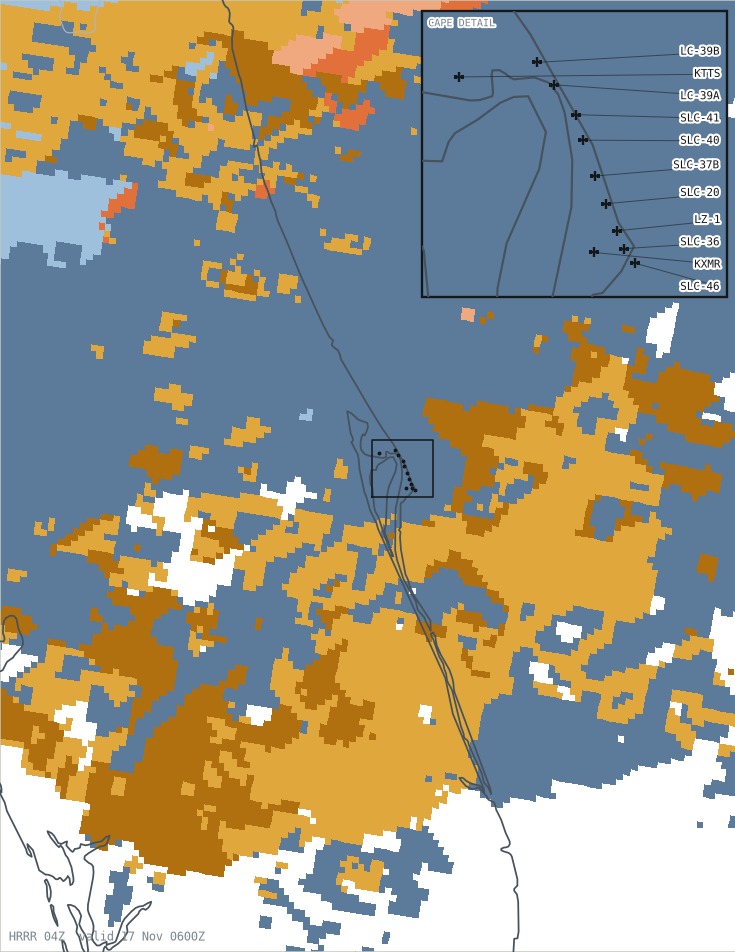 CAPE DETAIL
LC-39B
KTTS
LC-39A
SLC-41
SLC-40
SLC-37B
SLC-20
LZ-1
SLC-36
KXMR
SLC-46
HRRR 04Z valid 17 Nov 0600Z